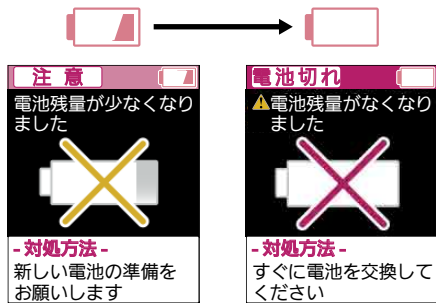 注 意
電池残量が少なくなり
ました
- 対処方法 -
新しい電池の準備を
お願いします
電池切れ
電池残量がなくなり
ました
- 対処方法 -
すぐに電池を交換して
ください